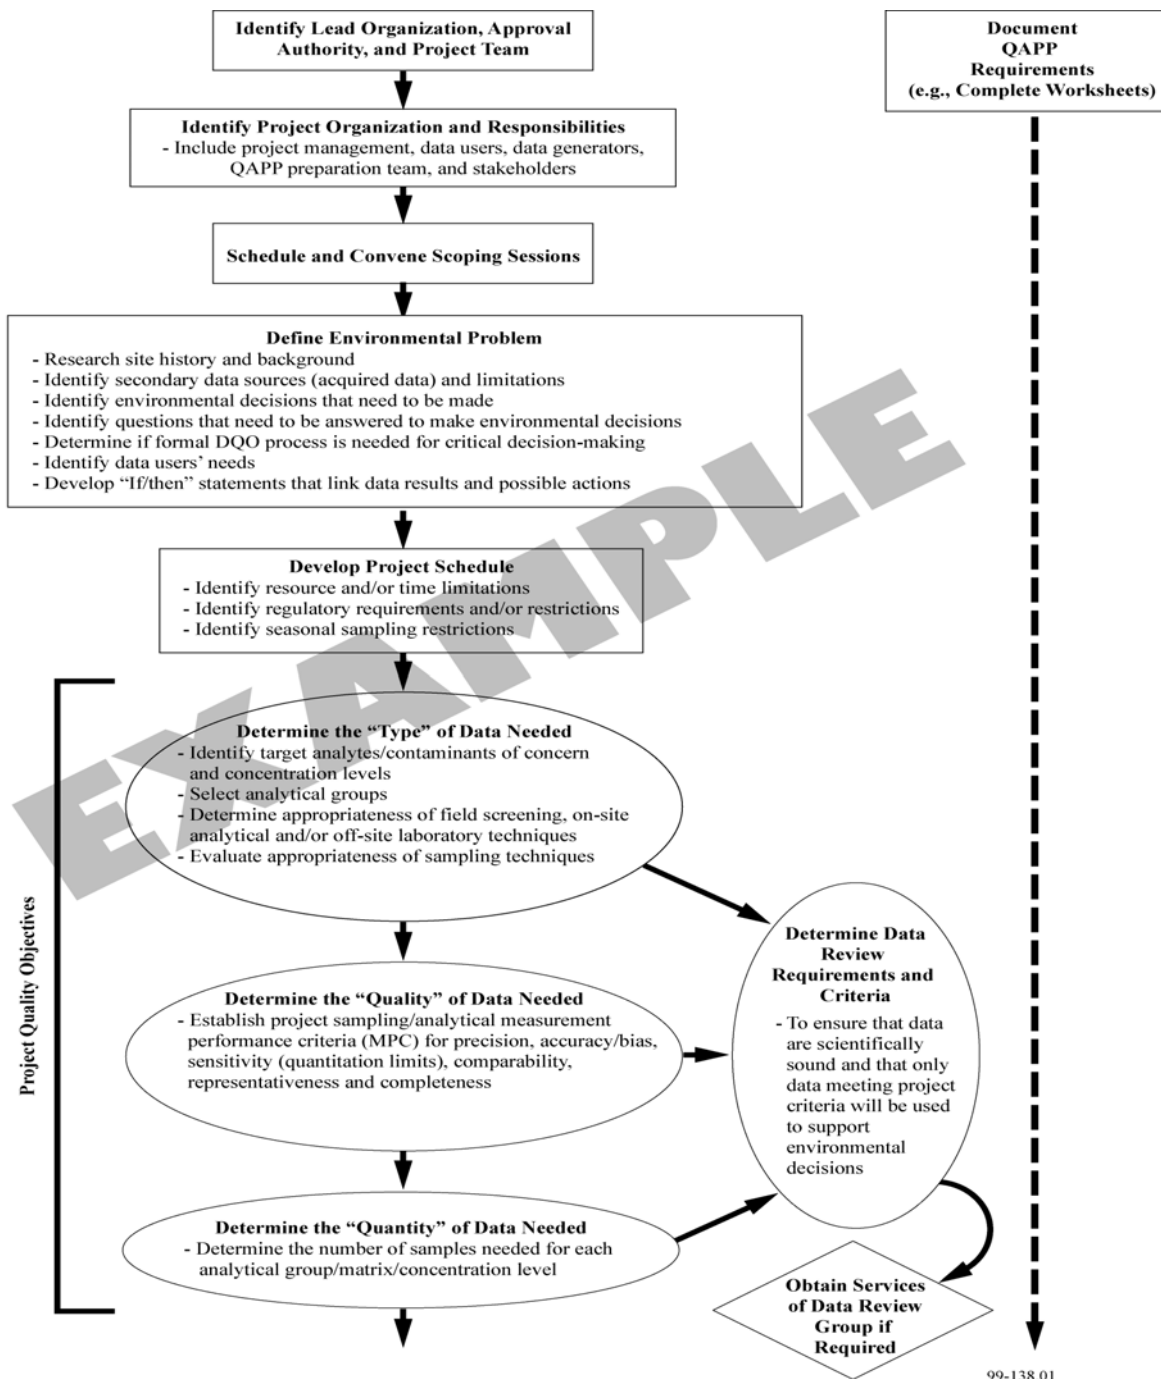 Identify Lead Organization, Approval
Authority, and Project Team
Document
QAPP
Requirements
(e.g., Complete Worksheets)
Identify Project Organization and Responsibilities
- Include project management, data users, data generators,
QAPP preparation team, and stakeholders
Schedule and Convene Scoping Sessions
Define Environmental Problem
- Research site history and background
- Identify secondary data sources (acquired data) and limitations
- Identify environmental decisions that need to be made
- Identify questions that need to be answered to make environmental decisions
- Determine if formal DQO process is needed for critical decision-making
- Identify data users' needs
- Develop “If/then” statements that link data results and possible actions
Develop Project Schedule
- Identify resource and/or time limitations
- Identify regulatory requirements and/or restrictions
- Identify seasonal sampling restrictions
EXAMPLE
Project Quality Objectives
Determine the “Type” of Data Needed
- Identify target analytes/contaminants of concern
and concentration levels
- Select analytical groups
- Determine appropriateness of field screening, on-site
analytical and/or off-site laboratory techniques
- Evaluate appropriateness of sampling techniques
Determine the “Quality” of Data Needed
- Establish project sampling/analytical measurement
performance criteria (MPC) for precision, accuracy/bias,
sensitivity (quantitation limits), comparability,
representativeness and completeness
Determine the “Quantity” of Data Needed
- Determine the number of samples needed for each
analytical group/matrix/concentration level
Determine Data
Review
Requirements and
Criteria
- To ensure that data
are scientifically
sound and that only
data meeting project
criteria will be used
to support
environmental
decisions
Obtain Services
of Data Review
Group if
Required
99-138.01